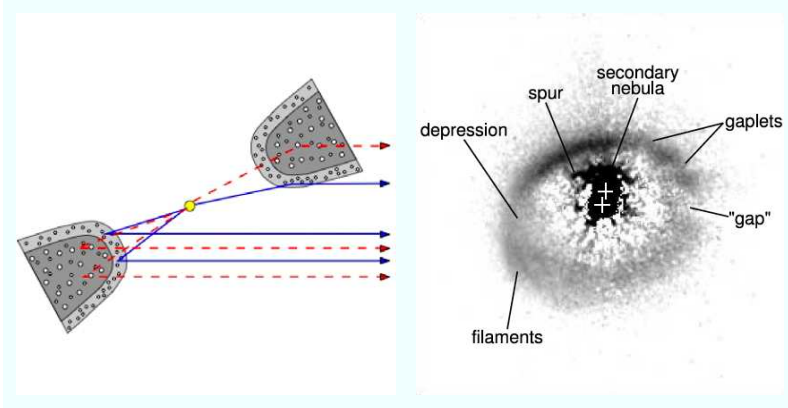 secondary
nebula
spur
gaplets
depression
"gap"
filaments